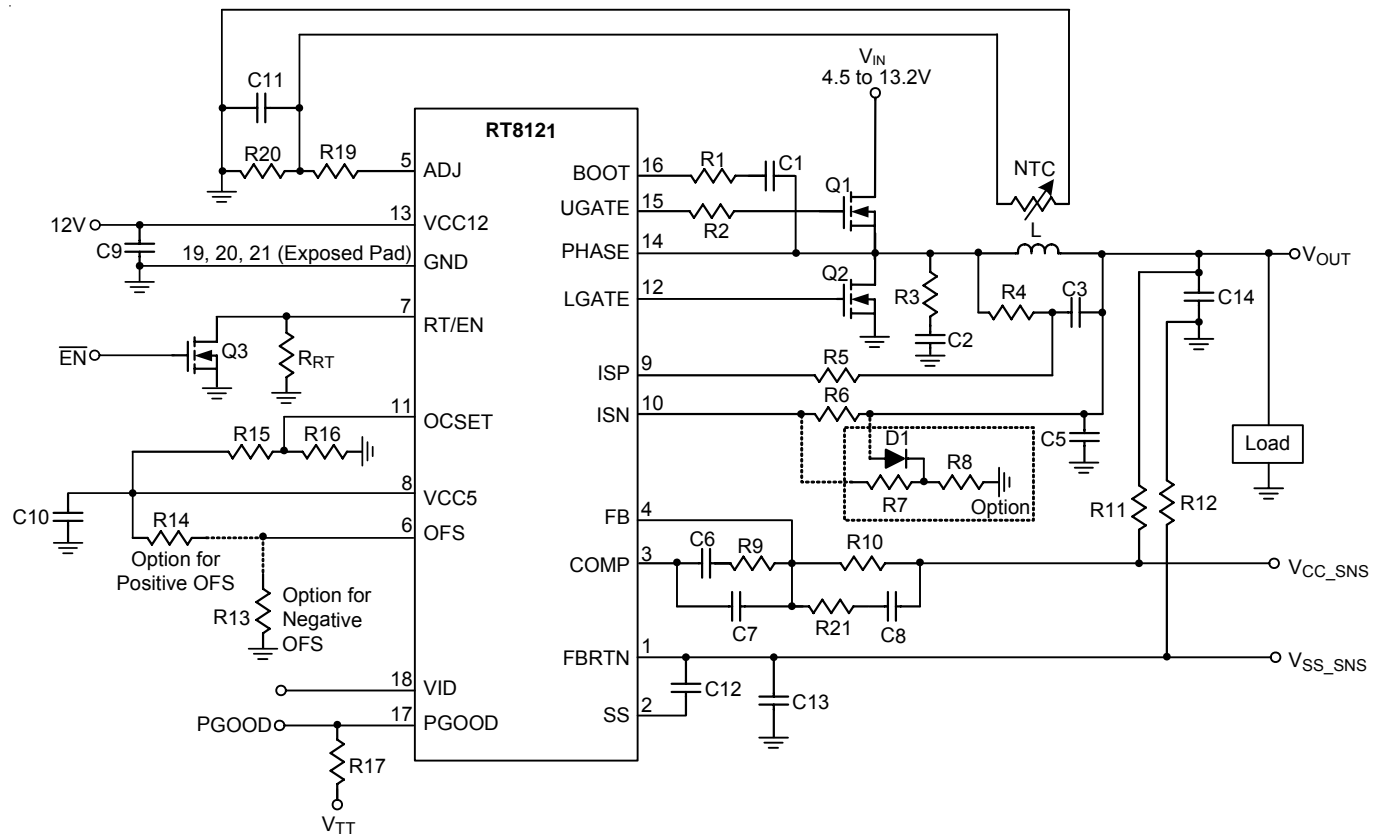 V_IN
4.5 to 13.2V
C11
RT8121
R20
R19
5
ADJ
BOOT
16
R1
C1
Q1
NTC
UGATE
15
R2
12V
13
VCC12
PHASE
14
L
V_OUT
C9
19, 20, 21 (Exposed Pad)
GND
Q2
LGATE
12
R3
R4
C3
C14
7
RT/EN
C2
EN
Q3
R_RT
ISP
9
R5
R6
11
OCSET
ISN
10
R15
R16
D1
C5
Load
R8
8
VCC5
R7
Option
R11
R12
C10
R14
6
OFS
FB
4
Option for
Positive OFS
C6
R9
R10
COMP
3
V_CC_SNS
R13
Option for
Negative
OFS
C7
R21
C8
FBRTN
1
V_SS_SNS
18
VID
C12
C13
SS
2
PGOOD
17
PGOOD
R17
V_TT